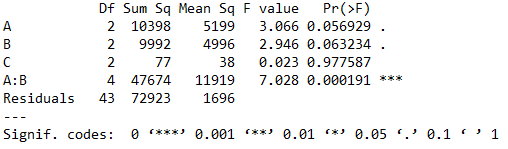 Df Sum Sq Mean Sq F value   Pr(>F)
A            2  10398    5199   3.066 0.056929 .
B            2   9992    4996   2.946 0.063234 .
C            2     77      38   0.023 0.977587
A:B          4  47674   11919   7.028 0.000191 ***
Residuals   43  72923    1696
---
Signif. codes:  0 ‘***’ 0.001 ‘**’ 0.01 ‘*’ 0.05 ‘.’ 0.1 ‘ ’ 1